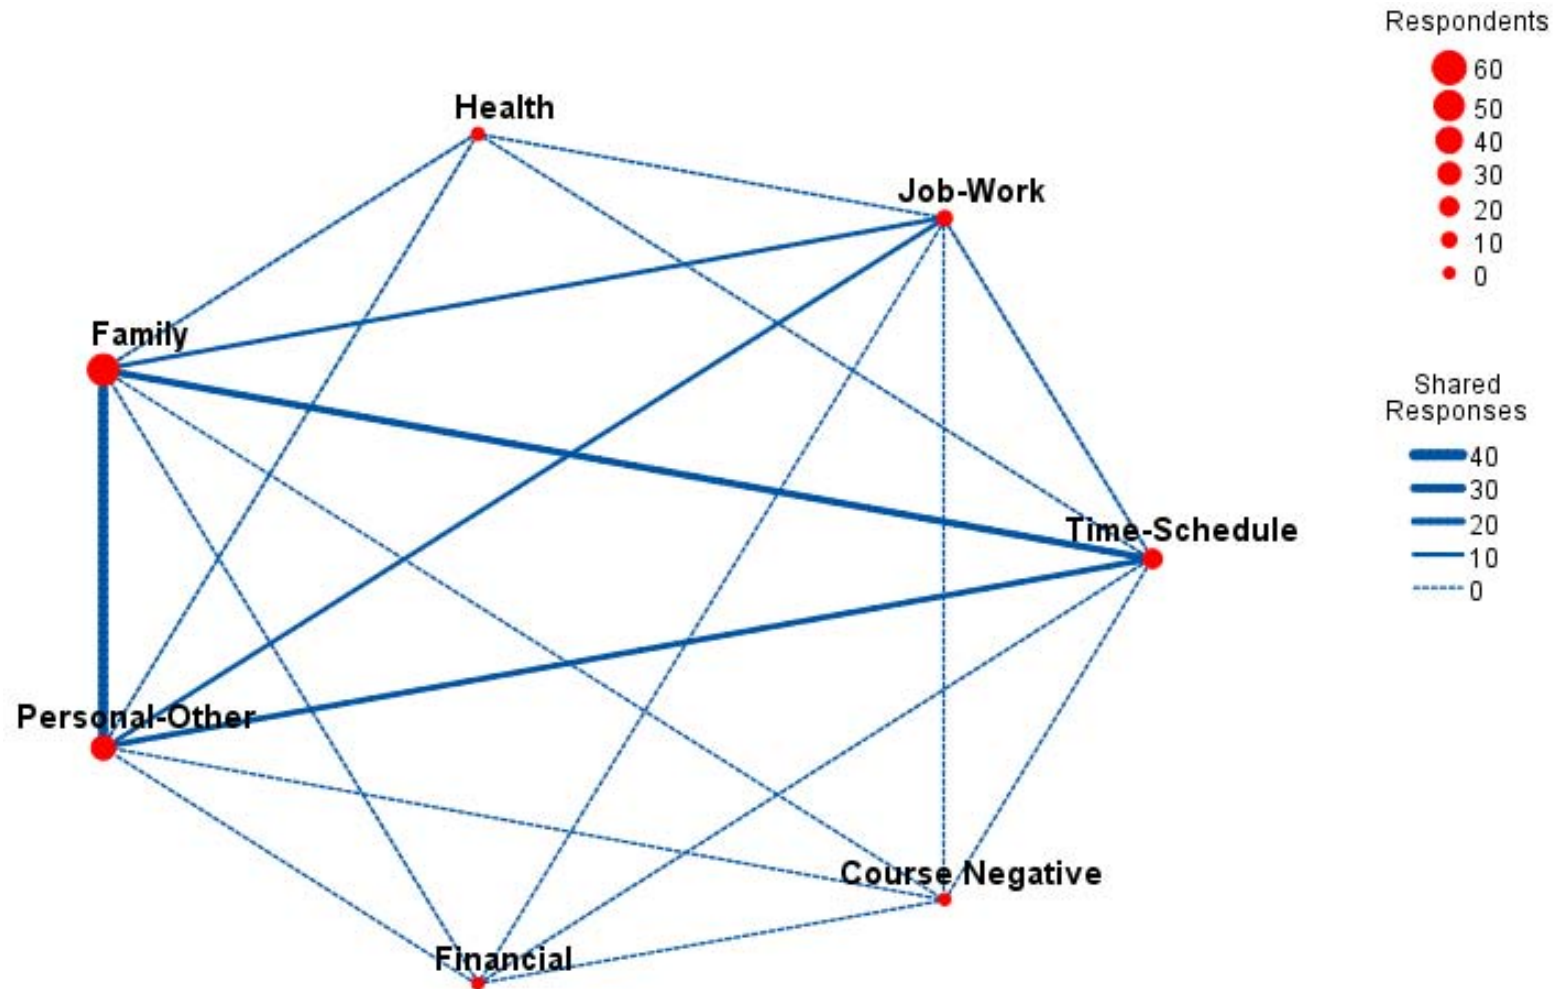 Respondents
60
50
40
30
20
10
0
Health
Job-Work
Family
Shared
Responses
40
30
20
10
0
Time-Schedule
Personal-Other
Course Negative
Financial